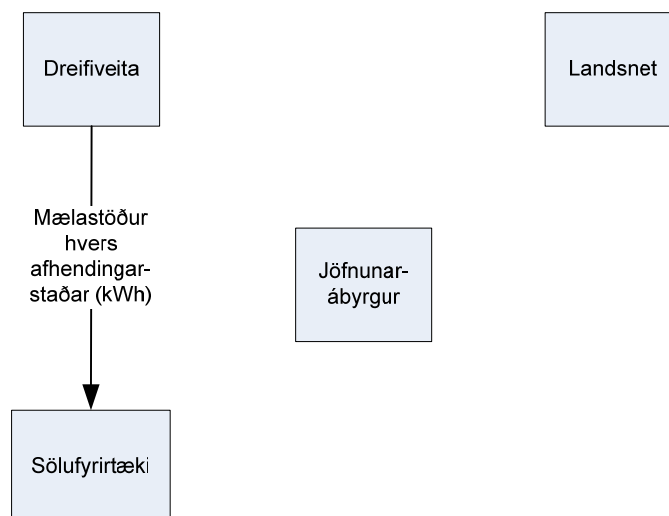 Dreifiveita
Landsnet
Mælastöður
hvers
afhendingar-
staðar (kWh)
Jöfnunar-
ábyrgur
Sölufyrirtæki